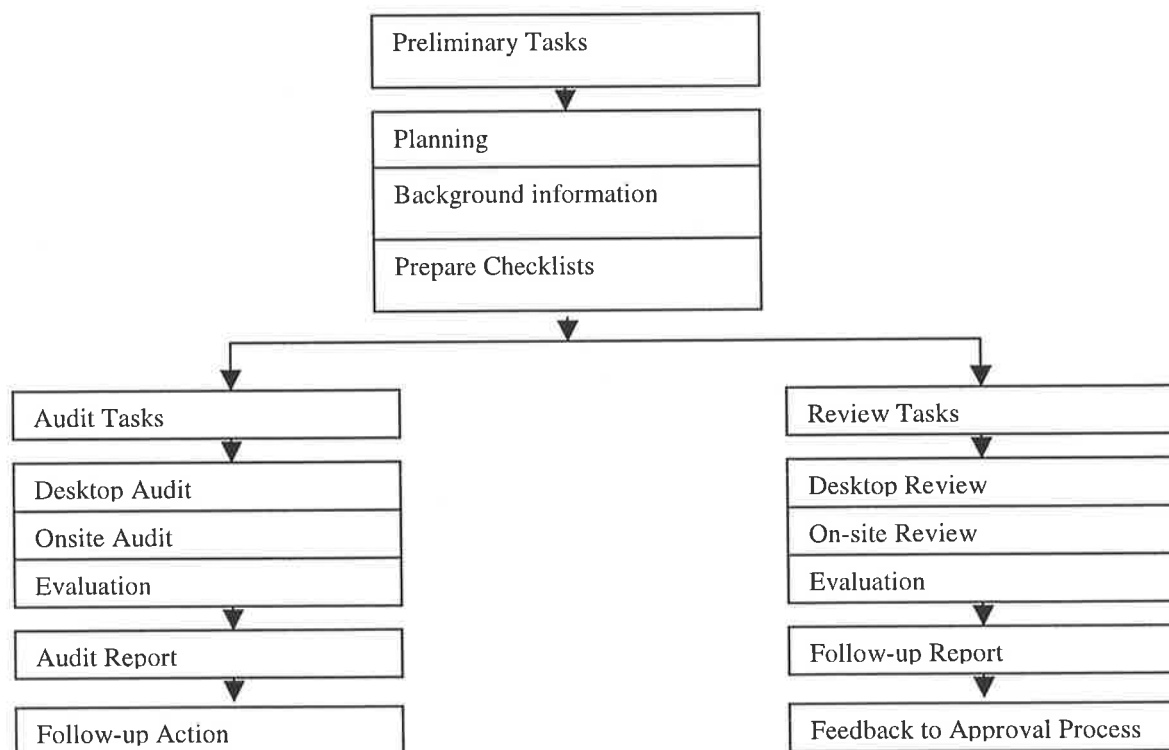 Preliminary Tasks
Planning
Background information
Prepare Checklists
Audit Tasks
Desktop Audit
Onsite Audit
Evaluation
Audit Report
Follow-up Action
Review Tasks
Desktop Review
On-site Review
Evaluation
Follow-up Report
Feedback to Approval Process